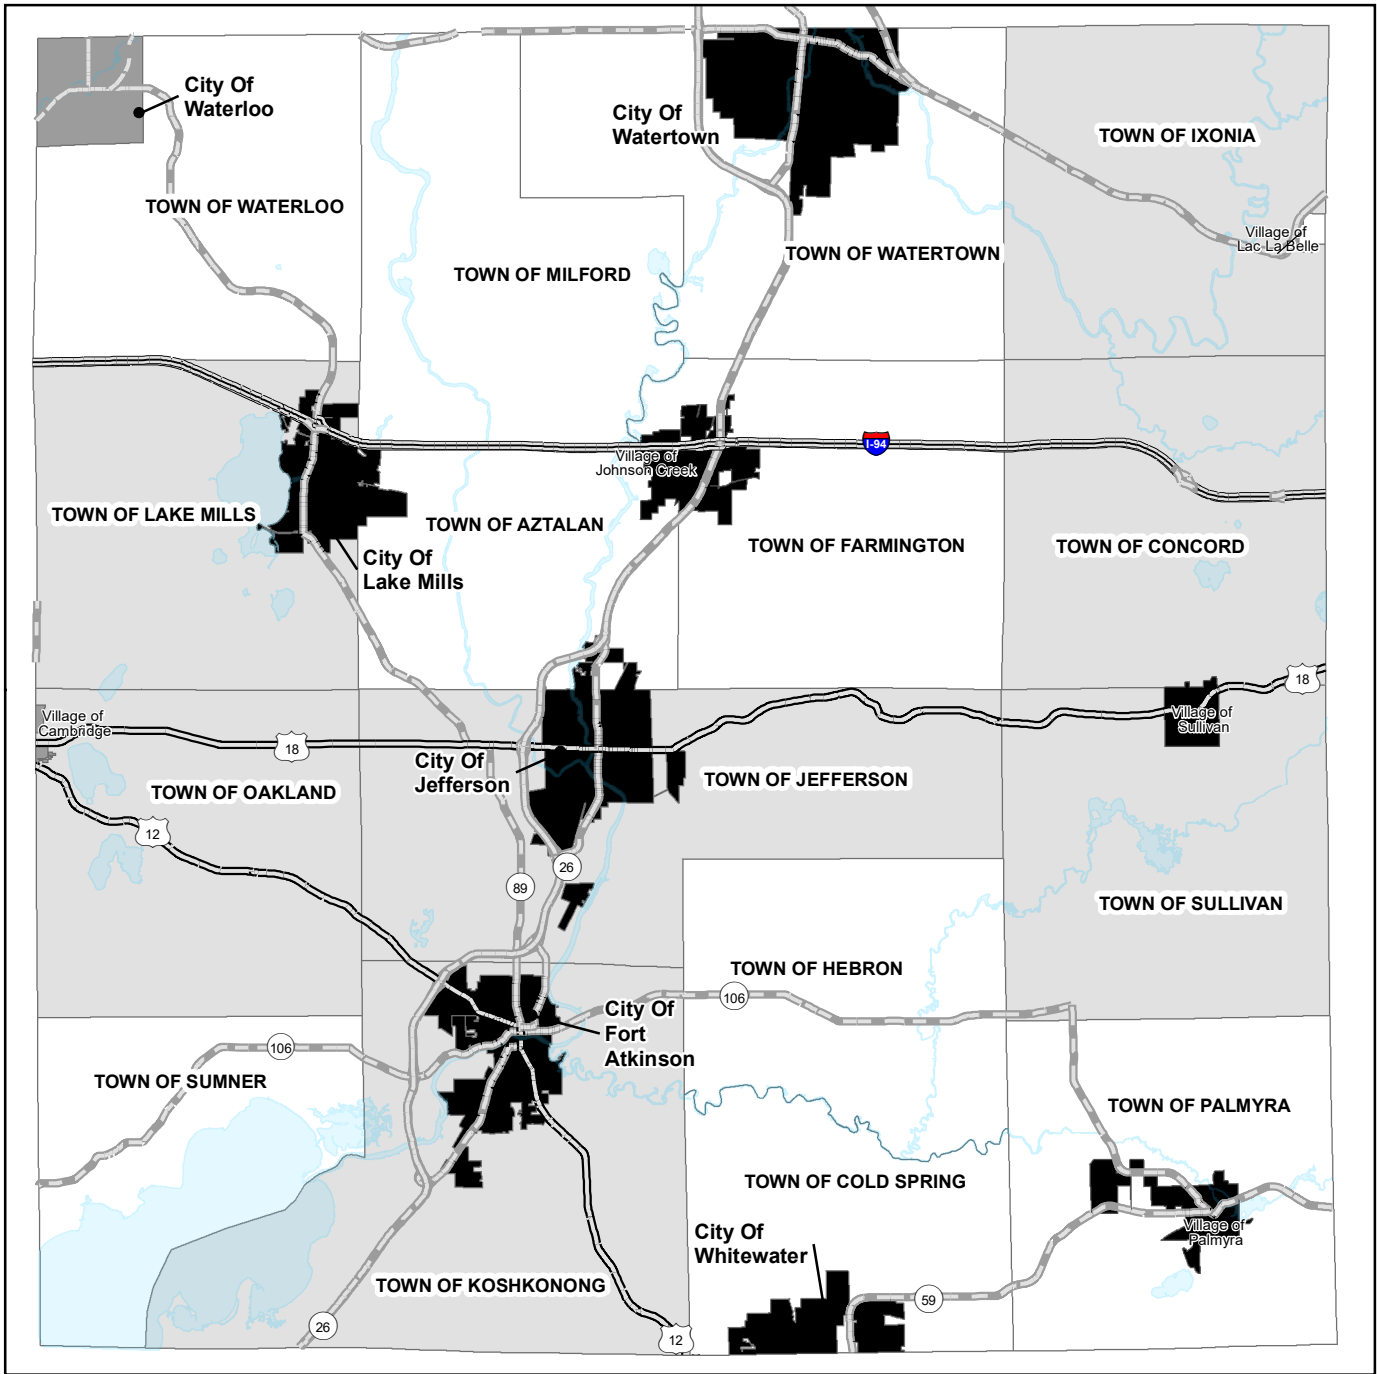 City Of
Waterloo
City Of
Watertown
TOWN OF IXONIA
TOWN OF WATERLOO
Village of
Lac La Belle
TOWN OF WATERTOWN
TOWN OF MILFORD
I-94
Village of
Johnson Creek
TOWN OF LAKE MILLS
TOWN OF AZTALAN
TOWN OF FARMINGTON
TOWN OF CONCORD
City Of
Lake Mills
18
Village of
Cambridge
Village of
Sullivan
18
City Of
Jefferson
TOWN OF JEFFERSON
TOWN OF OAKLAND
12
26
89
TOWN OF SULLIVAN
TOWN OF HEBRON
106
City Of
Fort
Atkinson
106
TOWN OF SUMNER
TOWN OF PALMYRA
TOWN OF COLD SPRING
City Of
Whitewater
Village of
Palmyra
TOWN OF KOSHKONONG
59
26
12